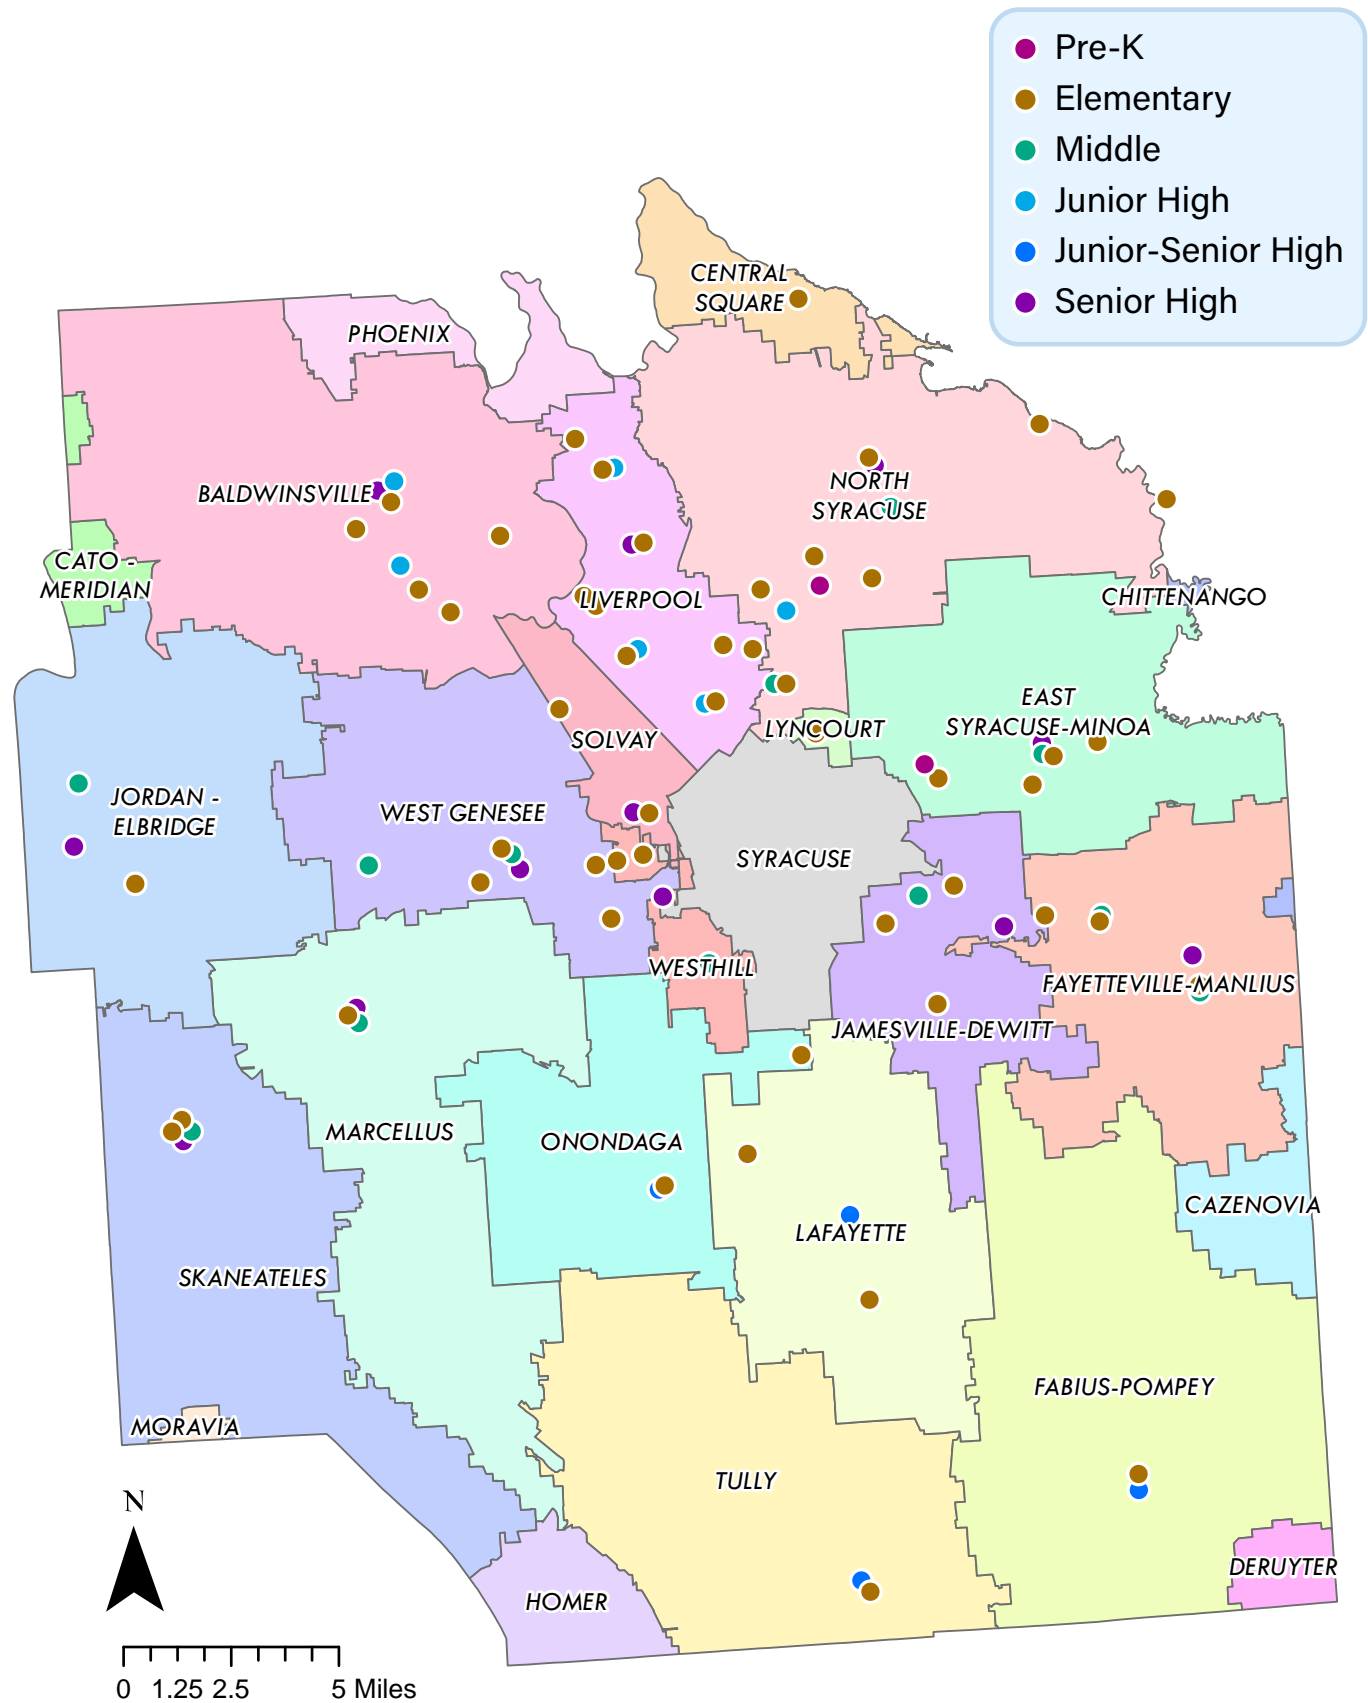 Pre-K
Elementary
Middle
Junior High
Junior-Senior High
Senior High
CENTRAL
SQUARE
PHOENIX
NORTH
SYRACUSE
BALDWINSVILLE
CATO -
MERIDIAN
LIVERPOOL
CHITTENANGO
EAST
SYRACUSE-MINOA
LYNCOURT
SOLVAY
JORDAN -
ELBRIDGE
WEST GENESEE
SYRACUSE
WESTHILL
FAYETTEVILLE-MANLIUS
JAMESVILLE-DEWITT
MARCELLUS
ONONDAGA
CAZENOVIA
LAFAYETTE
SKANEATELES
FABIUS-POMPEY
MORAVIA
TULLY
N
DERUYTER
HOMER
0 1.25 2.5 5 Miles